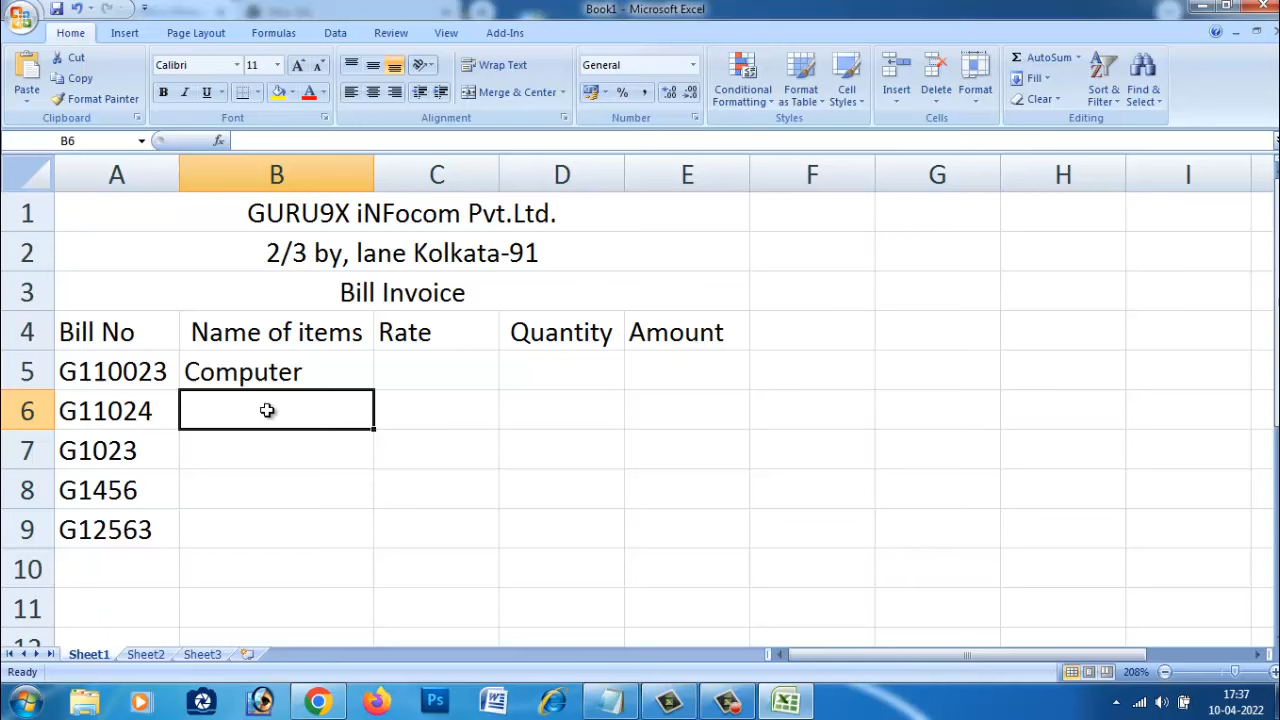 Book1 - Microsoft Excel
Home Insert Page Layout Formulas Data Review View Add-Ins
Paste Cut Calibri 11 Wrap Text General Conditional Formatting Format as Table Cell Styles Insert Delete Format AutoSum Sort & Filter Find & Select
Copy Fill
Format Painter B I U A Merge & Center % , Clear
Clipboard Font Alignment Number Styles Cells Editing
B6 fx
A B C D E F G H I
1 GURU9X iNFocom Pvt.Ltd.
2 2/3 by, lane Kolkata-91
3 Bill Invoice
4 Bill No Name of items Rate Quantity Amount
5 G110023 Computer
6 G11024
7 G1023
8 G1456
9 G12563
10
11
12
Sheet1 Sheet2 Sheet3
Ready 208%
Ps 17:37
10-04-2022